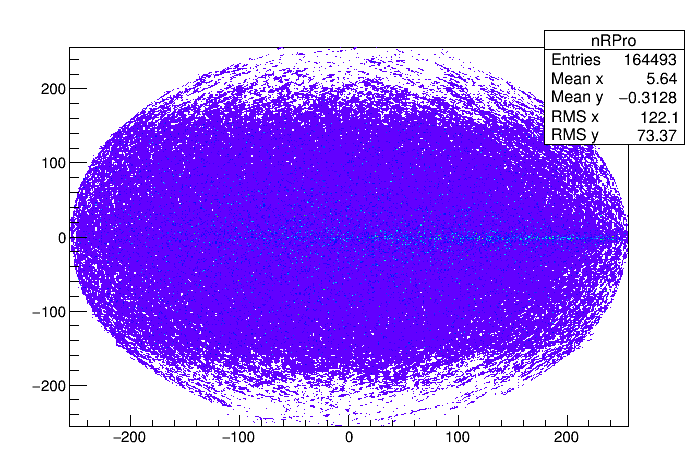 nRPro
Entries 164493
Mean x 5.64
Mean y −0.3128
RMS x 122.1
RMS y 73.37
200
100
0
−100
−200
−200 −100 0 100 200